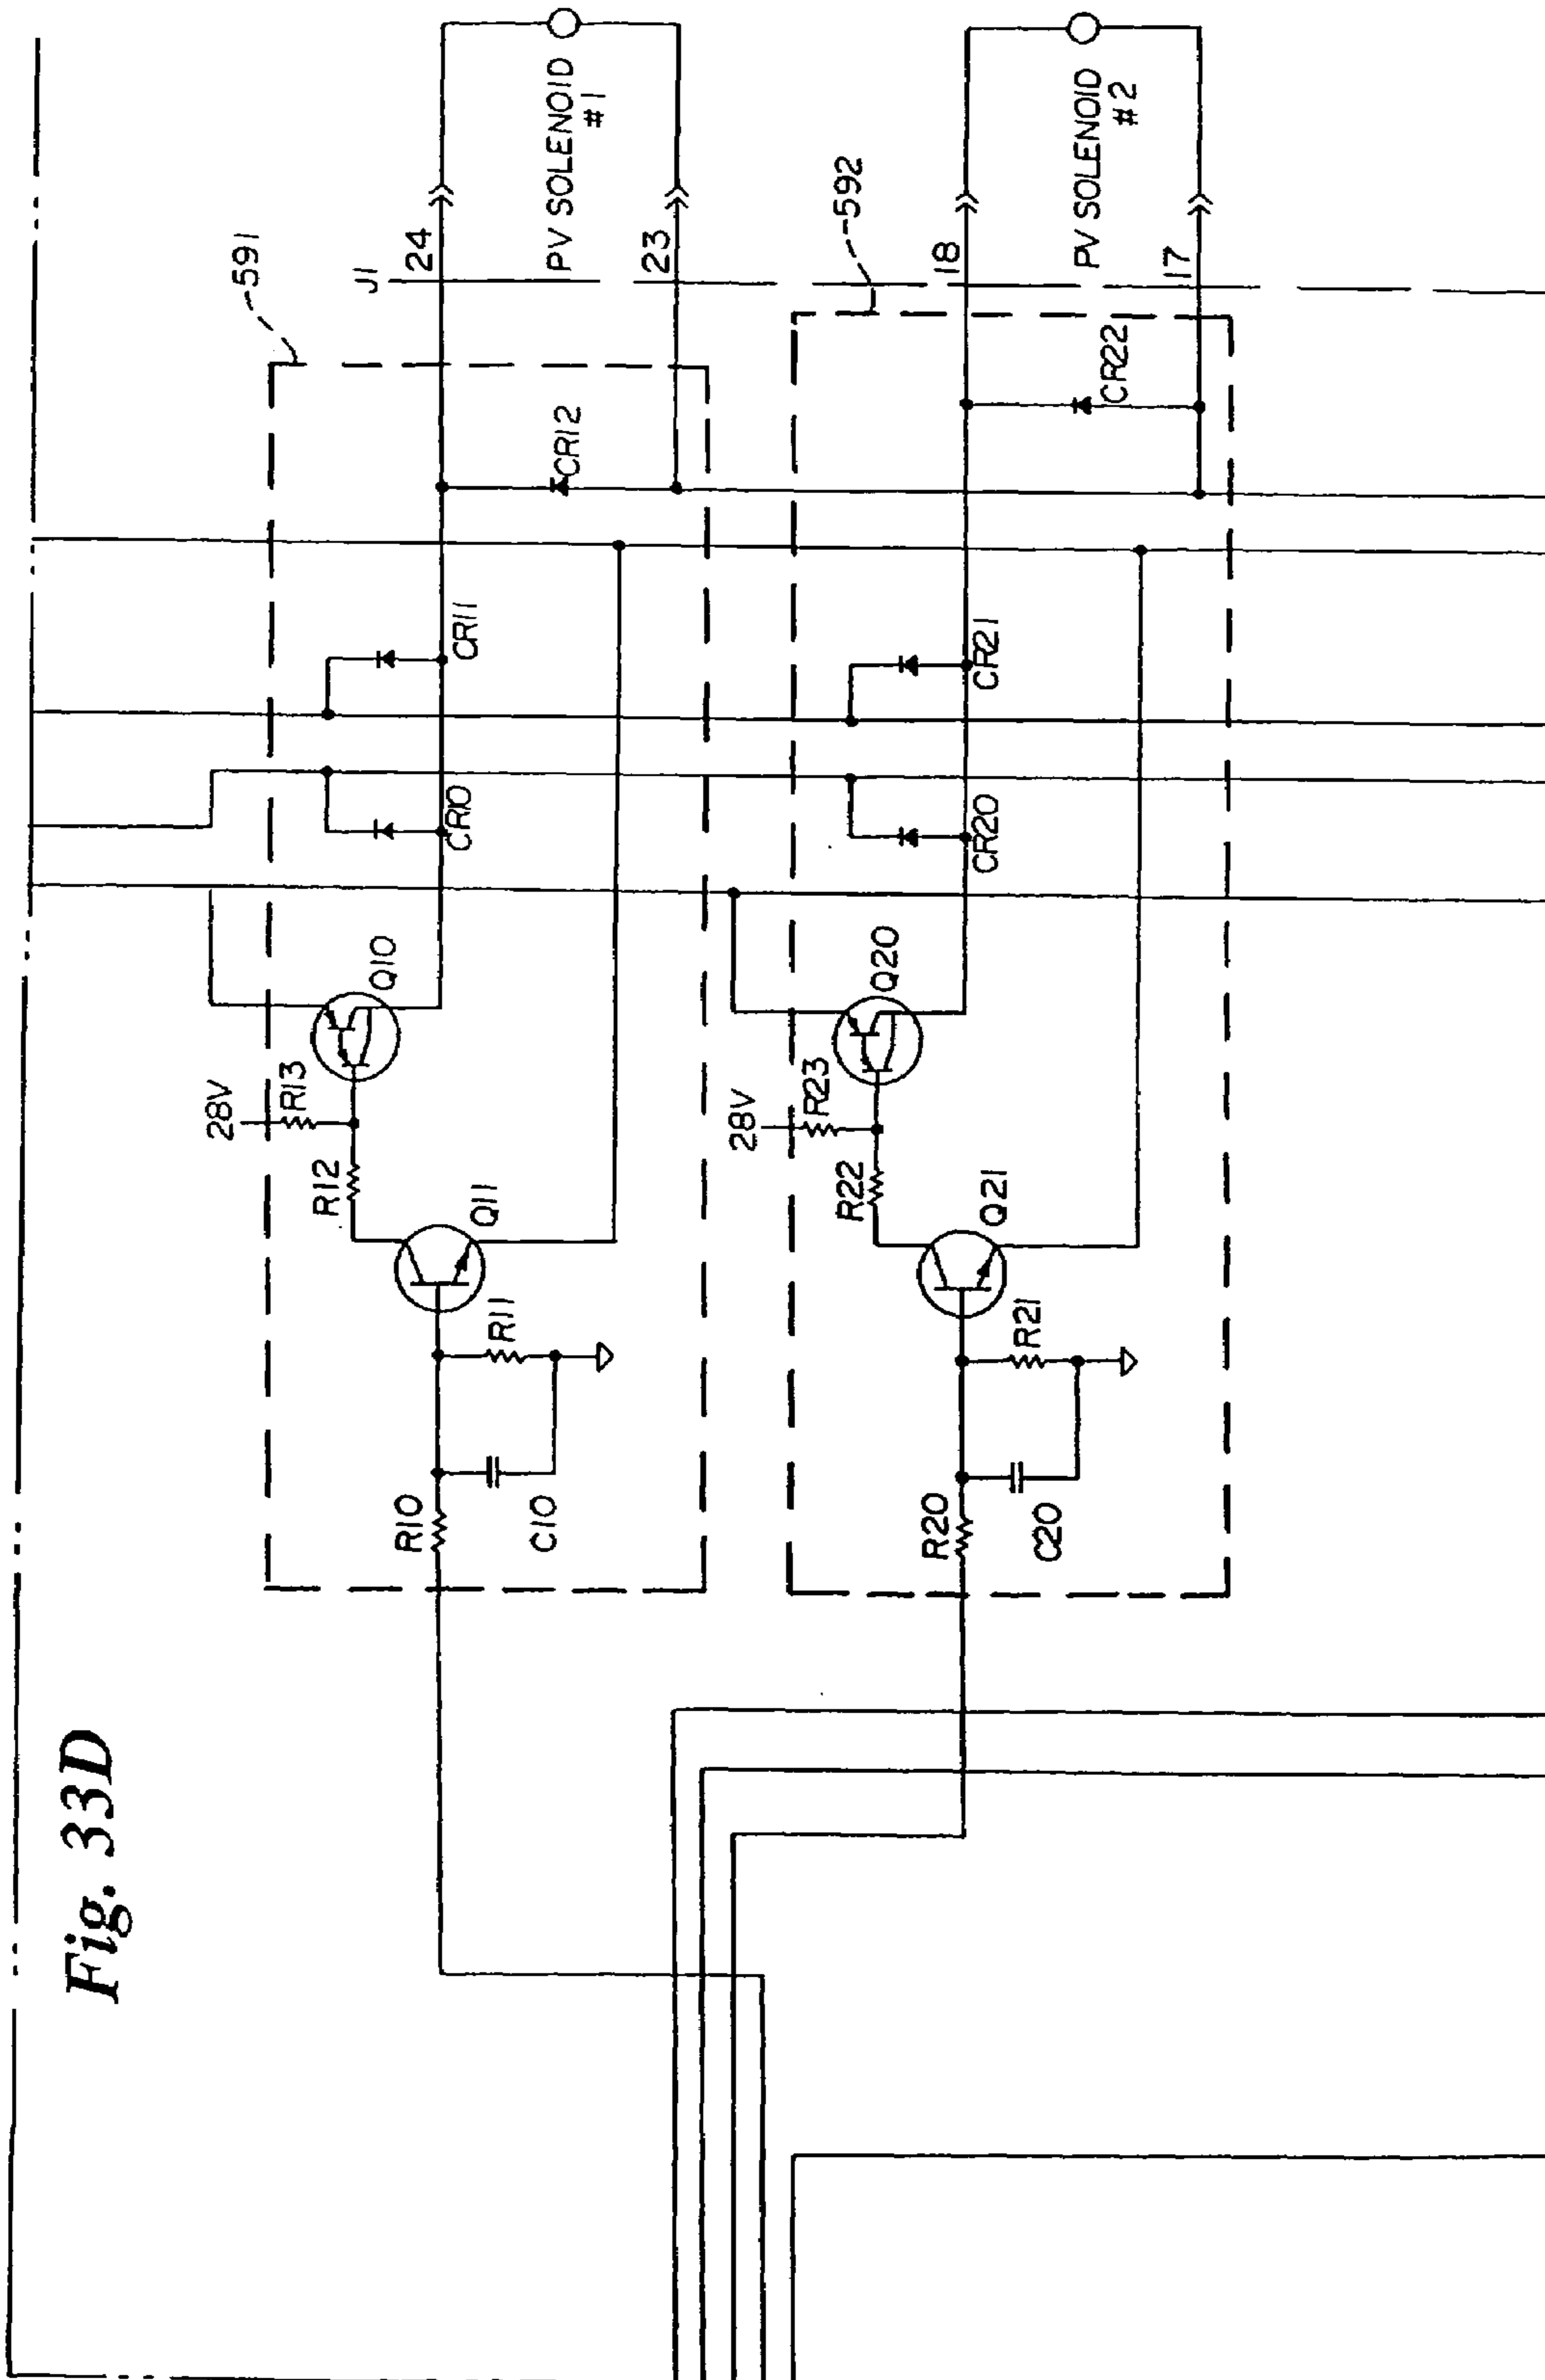 Fig. 33D
591
J1
24
PV SOLENOID
#1
23
28V
R13
Q10
CR10
CR11
CR12
R12
Q11
R10
R11
C10
592
18
PV SOLENOID
#2
17
28V
R23
Q20
CR20
CR21
CR22
R22
Q21
R20
R21
C20